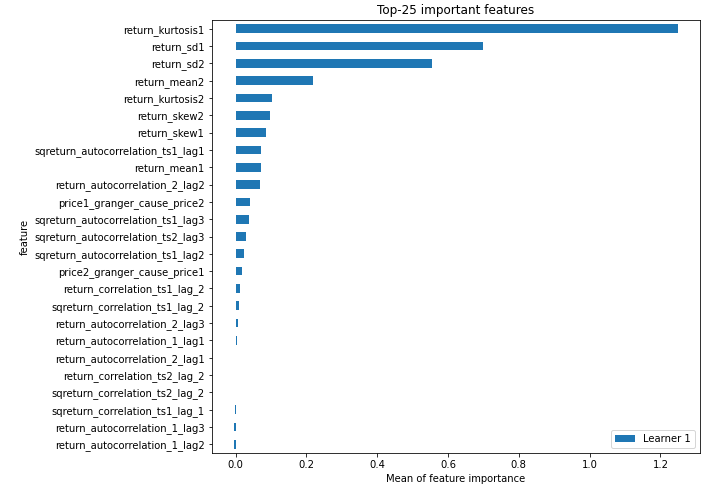 Top-25 important features
return_kurtosis1
return_sd1
return_sd2
return_mean2
return_kurtosis2
return_skew2
return_skew1
sqreturn_autocorrelation_ts1_lag1
return_mean1
return_autocorrelation_2_lag2
price1_granger_cause_price2
sqreturn_autocorrelation_ts1_lag3
sqreturn_autocorrelation_ts2_lag3
sqreturn_autocorrelation_ts1_lag2
price2_granger_cause_price1
return_correlation_ts1_lag_2
sqreturn_correlation_ts1_lag_2
return_autocorrelation_2_lag3
return_autocorrelation_1_lag1
return_autocorrelation_2_lag1
return_correlation_ts2_lag_2
sqreturn_correlation_ts2_lag_2
sqreturn_correlation_ts1_lag_1
return_autocorrelation_1_lag3
return_autocorrelation_1_lag2
feature
Learner 1
0.0 0.2 0.4 0.6 0.8 1.0 1.2
Mean of feature importance